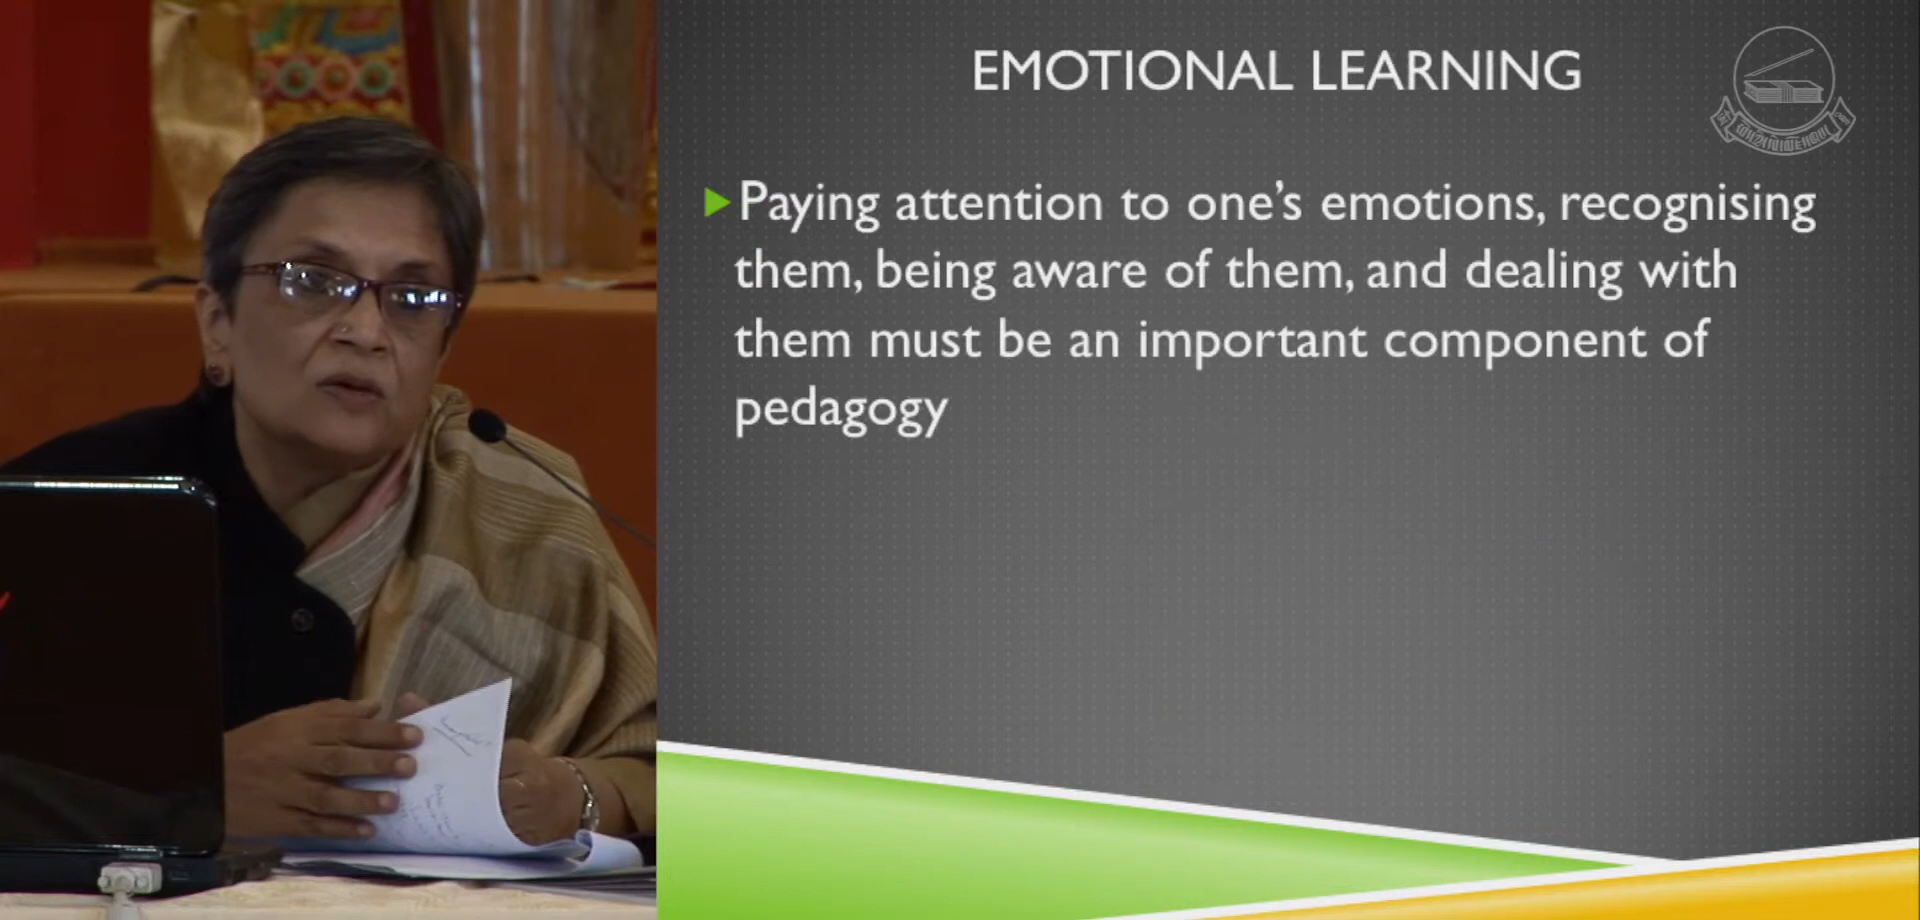 EMOTIONAL LEARNING
Paying attention to one's emotions, recognising
them, being aware of them, and dealing with
them must be an important component of
pedagogy